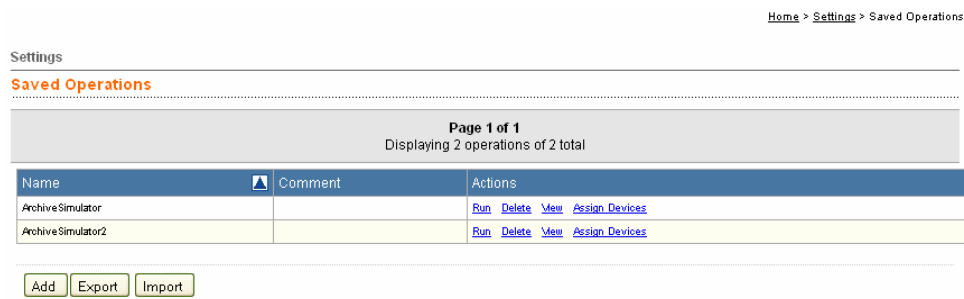 Home > Settings > Saved Operations
Settings
Saved Operations
Page 1 of 1
Displaying 2 operations of 2 total
Name Comment Actions
ArchiveSimulator Run Delete View Assign Devices
ArchiveSimulator2 Run Delete View Assign Devices
Add Export Import